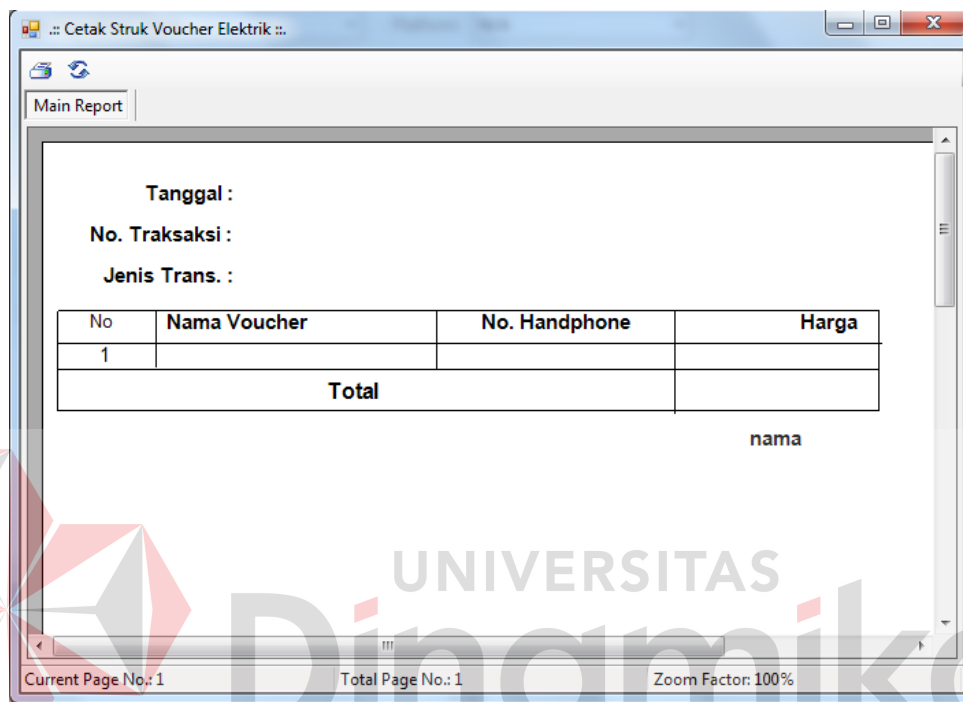 .:: Cetak Struk Voucher Elektrik ::.
Main Report
Tanggal :
No. Traksaksi :
Jenis Trans. :
No Nama Voucher No. Handphone Harga
1
Total
nama
UNIVERSITAS
Dinamika
Current Page No.: 1 Total Page No.: 1 Zoom Factor: 100%